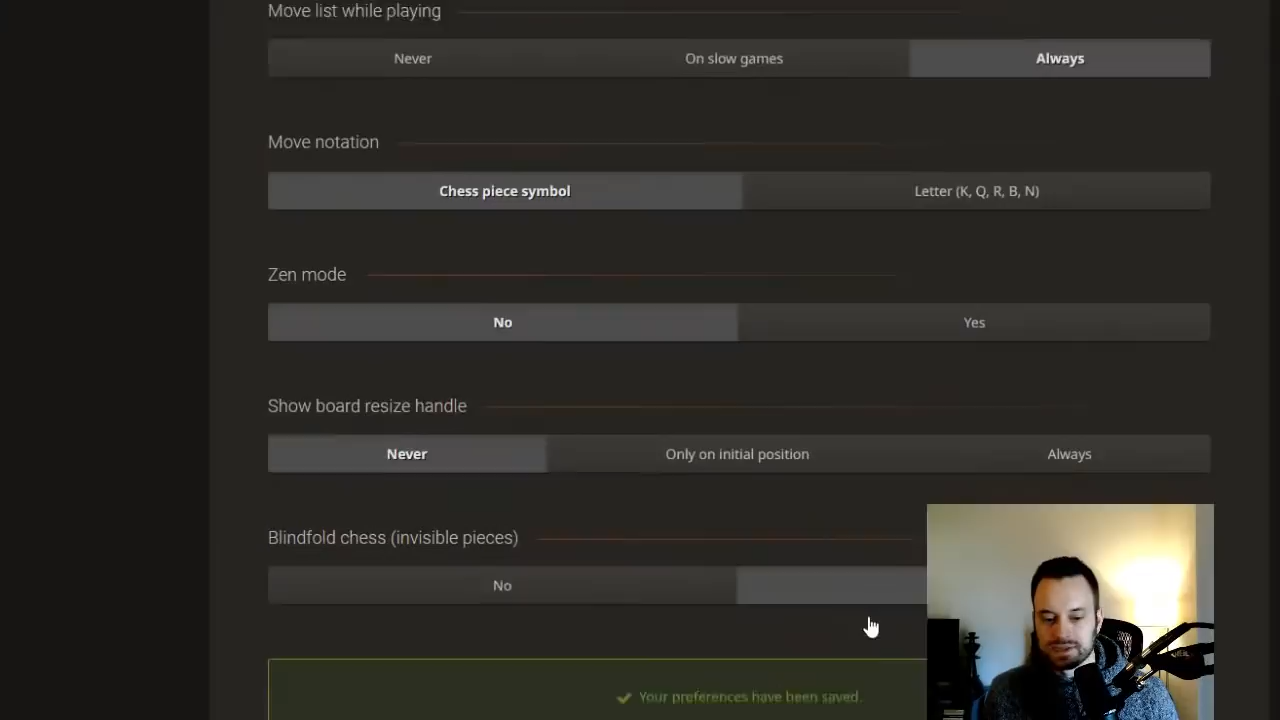 Move list while playing
Never On slow games Always
Move notation
Chess piece symbol Letter (K, Q, R, B, N)
Zen mode
No Yes
Show board resize handle
Never Only on initial position Always
Blindfold chess (invisible pieces)
No
Your preferences have been saved.